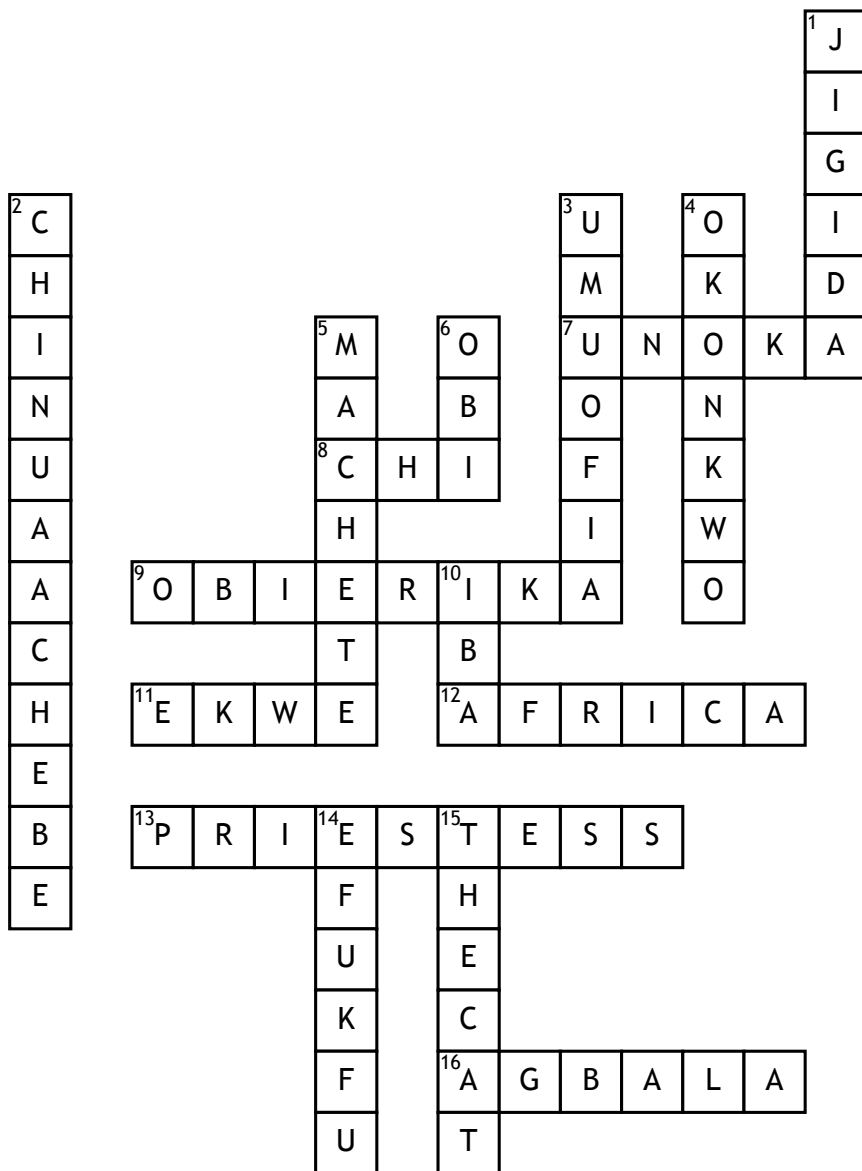 1 J
I
G
2 C 3 U 4 O I
H M K D
I 5 M 6 O 7 U N O K A
N A B O N
U 8 C H I F K
A H I W
A 9 O B I E R 10 I K A O
C T B
H 11 E K W E 12 A F R I C A
E
B 13 P R I 14 E S 15 T E S S
E F H
U E
K C
F 16 A G B A L A
U T